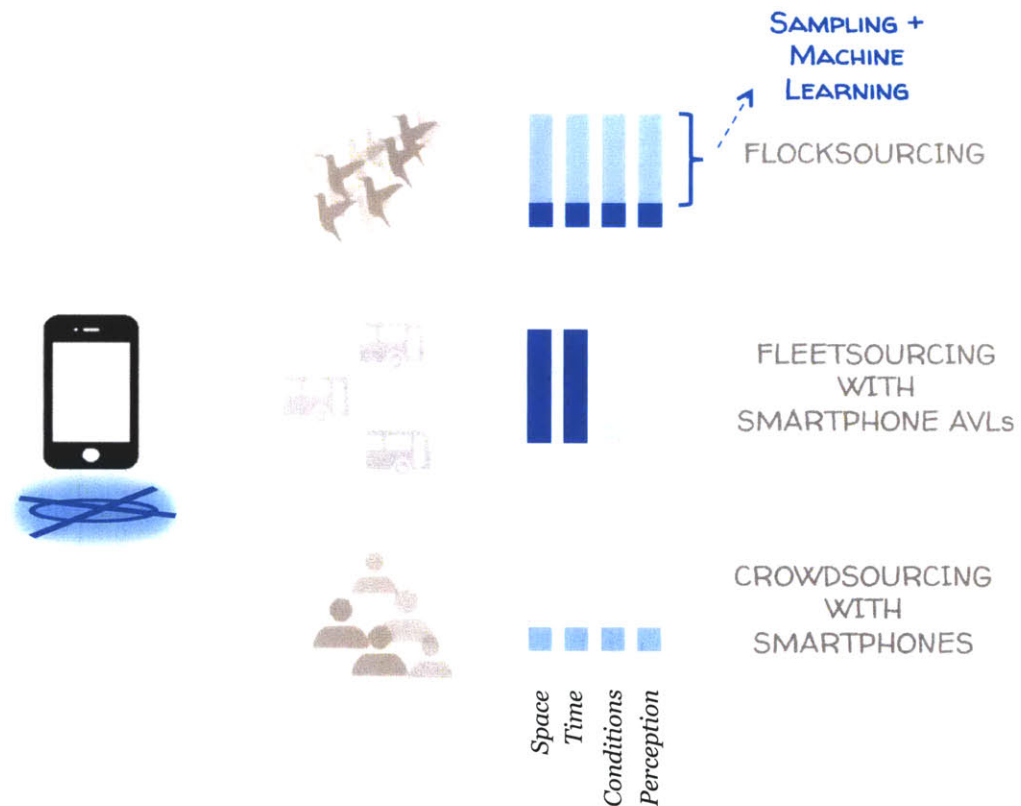 SAMPLING +
MACHINE
LEARNING
FLOCKSOURCING
FLEETSOURCING
WITH
SMARTPHONE AVLs
CROWDSOURCING
WITH
SMARTPHONES
Space
Time
Conditions
Perception